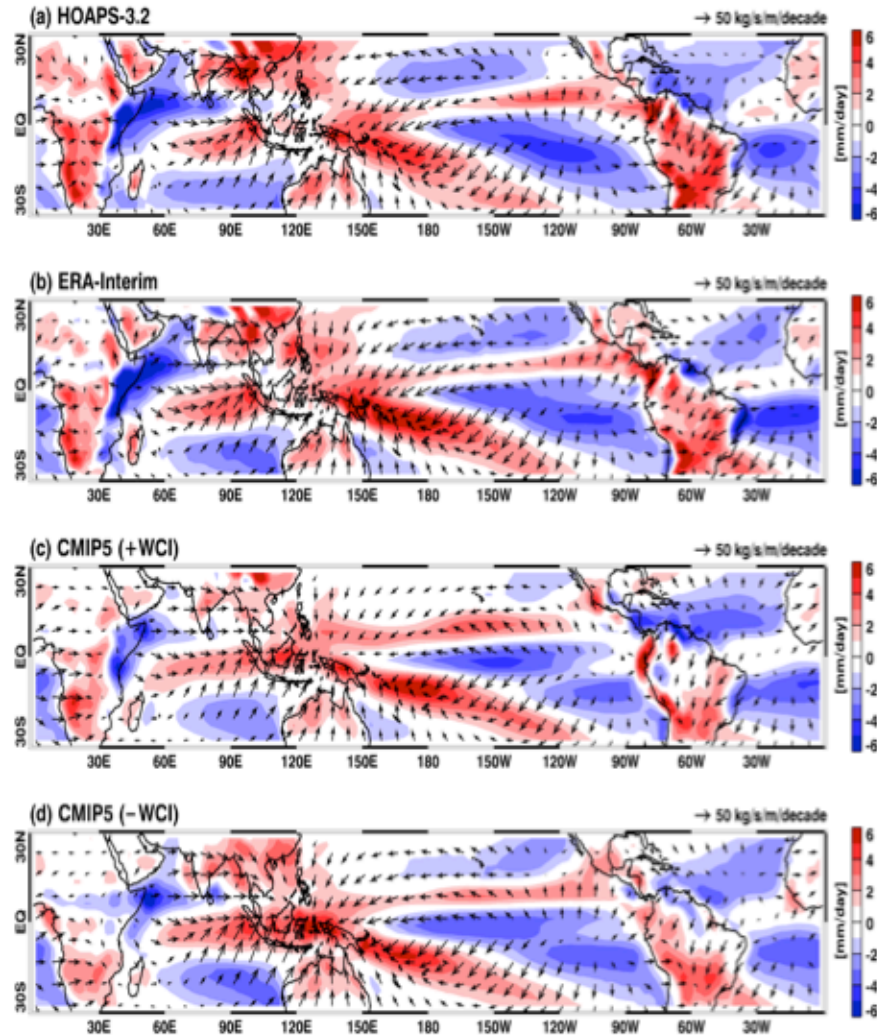 (a) HOAPS-3.2 → 50 kg/s/m/decade
30N
EQ
30S
30E 60E 90E 120E 150E 180 150W 120W 90W 60W 30W
6
4
2
0
-2
-4
-6
[mm/day]
(b) ERA-Interim → 50 kg/s/m/decade
30N
EQ
30S
30E 60E 90E 120E 150E 180 150W 120W 90W 60W 30W
6
4
2
0
-2
-4
-6
[mm/day]
(c) CMIP5 (+WCI) → 50 kg/s/m/decade
30N
EQ
30S
30E 60E 90E 120E 150E 180 150W 120W 90W 60W 30W
6
4
2
0
-2
-4
-6
[mm/day]
(d) CMIP5 (−WCI) → 50 kg/s/m/decade
30N
EQ
30S
30E 60E 90E 120E 150E 180 150W 120W 90W 60W 30W
6
4
2
0
-2
-4
-6
[mm/day]